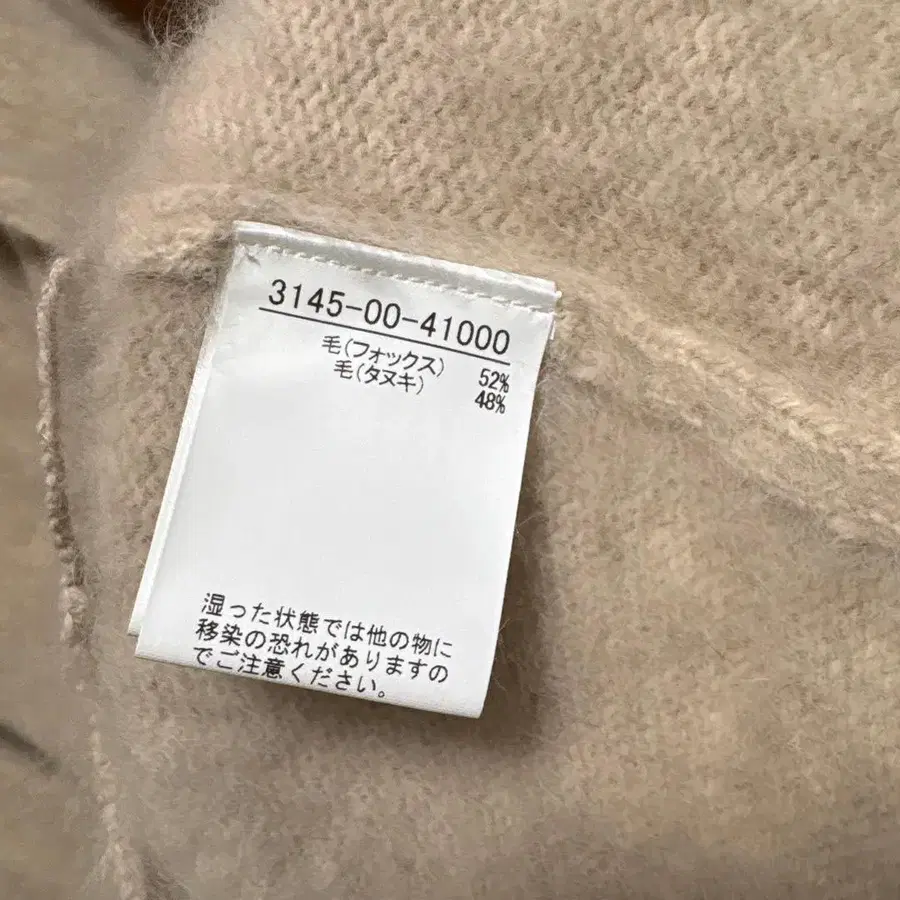 3145-00-41000
毛(フォックス) 52%
毛(タヌキ) 48%
湿った状態では他の物に
移染の恐れがありますの
でご注意ください。